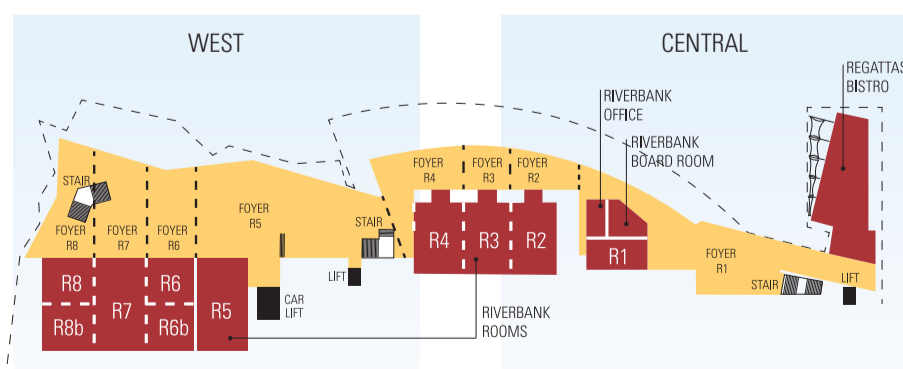 WEST
CENTRAL
REGATTAS
BISTRO
RIVERBANK
OFFICE
RIVERBANK
BOARD ROOM
FOYER
R4
FOYER
R3
FOYER
R2
STAIR
FOYER
R8
FOYER
R7
FOYER
R6
FOYER
R5
STAIR
R4
R3
R2
R1
FOYER
R1
STAIR
LIFT
LIFT
R8
R6
R7
R5
R8b
R6b
CAR
LIFT
RIVERBANK
ROOMS